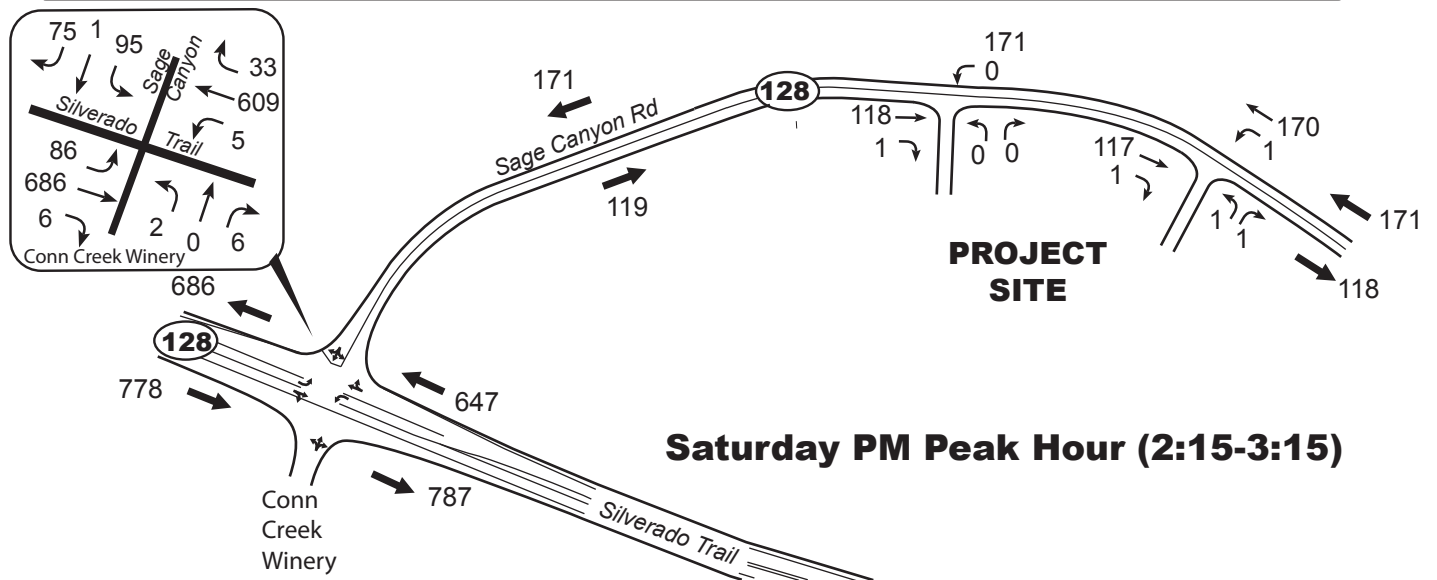 75 1 95
Sage Canyon
33
609
Silverado Trail
5
86
686
6
2 0 6
Conn Creek Winery
171
Sage Canyon Rd
119
128
171
0
118
1
0 0
117
1
170
1
1 1
171
118
PROJECT
SITE
686
128
778
647
787
Saturday PM Peak Hour (2:15-3:15)
Conn
Creek
Winery
Silverado Trail